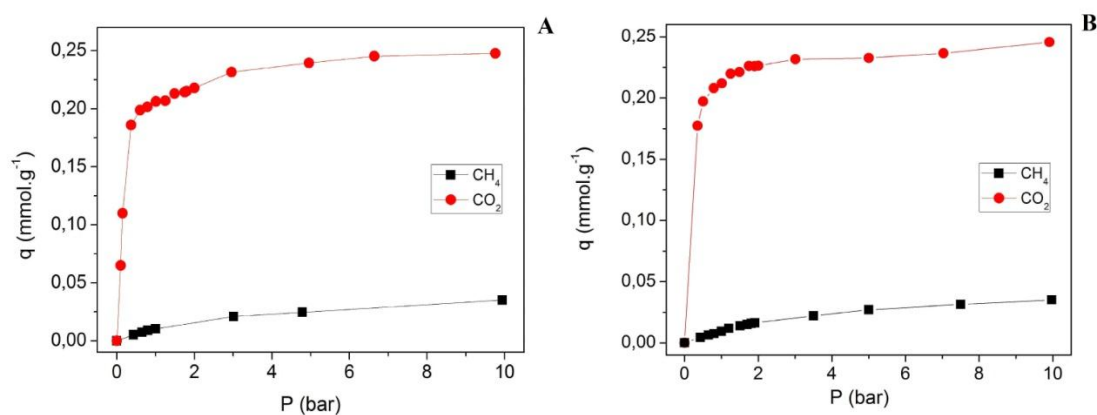 A
0,25
0,20
0,15
0,10
0,05
0,00
q (mmol.g⁻¹)
CH₄
CO₂
0 2 4 6 8 10
P (bar)
B
0,25
0,20
0,15
0,10
0,05
0,00
q (mmol.g⁻¹)
CH₄
CO₂
0 2 4 6 8 10
P (bar)